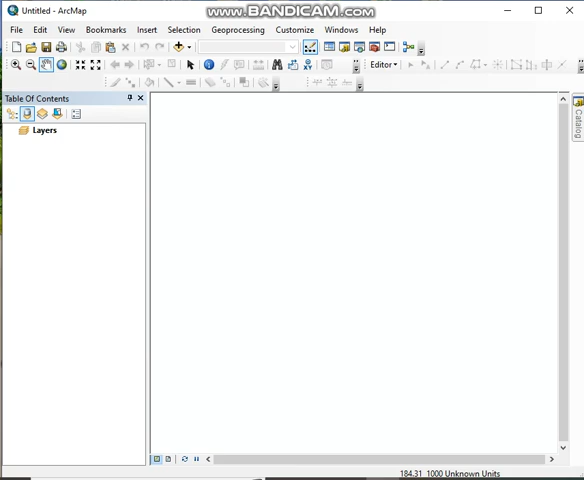 Untitled - ArcMap
www.BANDICAM.com
File Edit View Bookmarks Insert Selection Geoprocessing Customize Windows Help
Editor
Table Of Contents
Layers
Catalog
184.31 1000 Unknown Units